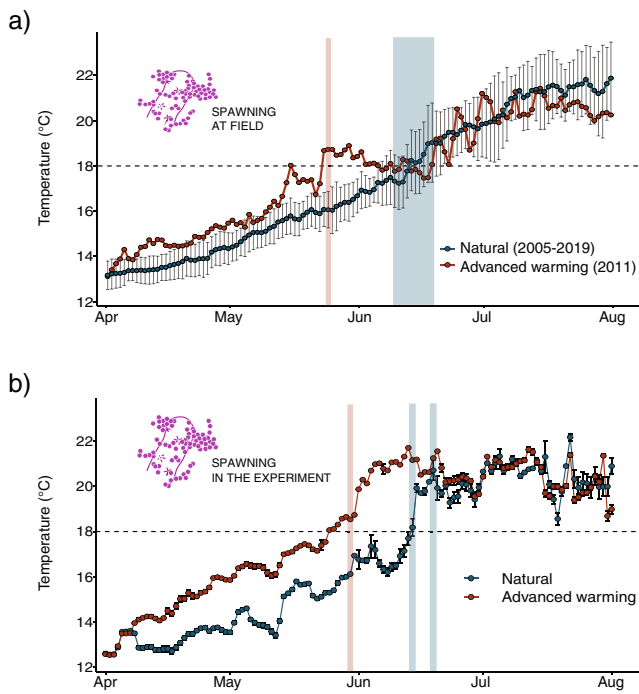 a)
SPAWNING
AT FIELD
Temperature (°C)
22
20
18
16
14
12
Natural (2005-2019)
Advanced warming (2011)
Apr May Jun Jul Aug
b)
SPAWNING
IN THE EXPERIMENT
Temperature (°C)
22
20
18
16
14
12
Natural
Advanced warming
Apr May Jun Jul Aug